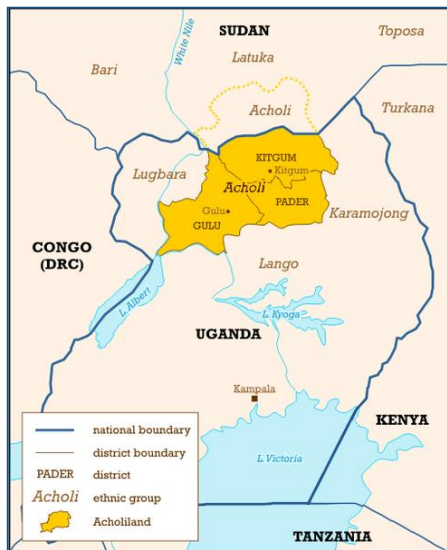 SUDAN
Toposa
Latuka
Bari
White Nile
Acholi
Turkana
KITGUM
Kitgum
Lugbara
Acholi
PADER
Karamojong
Gulu
GULU
CONGO
(DRC)
Lango
L. Albert
L. Kyoga
UGANDA
Kampala
KENYA
L. Victoria
TANZANIA
national boundary
district boundary
PADER district
Acholi ethnic group
Acholiland